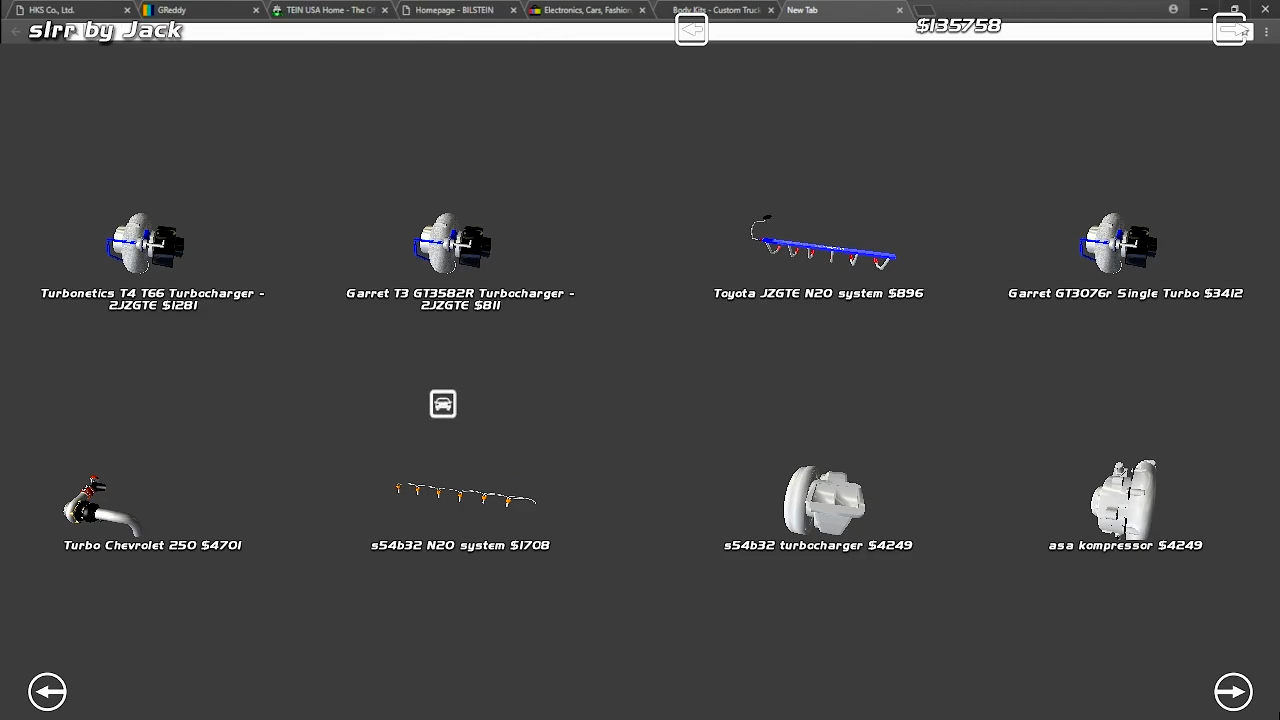 HKS Co., Ltd.
GReddy
TEIN USA Home - The O
Homepage - BILSTEIN
Electronics, Cars, Fashion
Body Kits - Custom Truck
New Tab
slrr by Jack
$135758
Turbonetics T4 T66 Turbocharger -
2JZGTE $1281
Garret T3 GT3582R Turbocharger -
2JZGTE $811
Toyota JZGTE N2O system $896
Garret GT3076r Single Turbo $3412
Turbo Chevrolet 250 $4701
s54b32 N2O system $1708
s54b32 turbocharger $4249
asa kompressor $4249